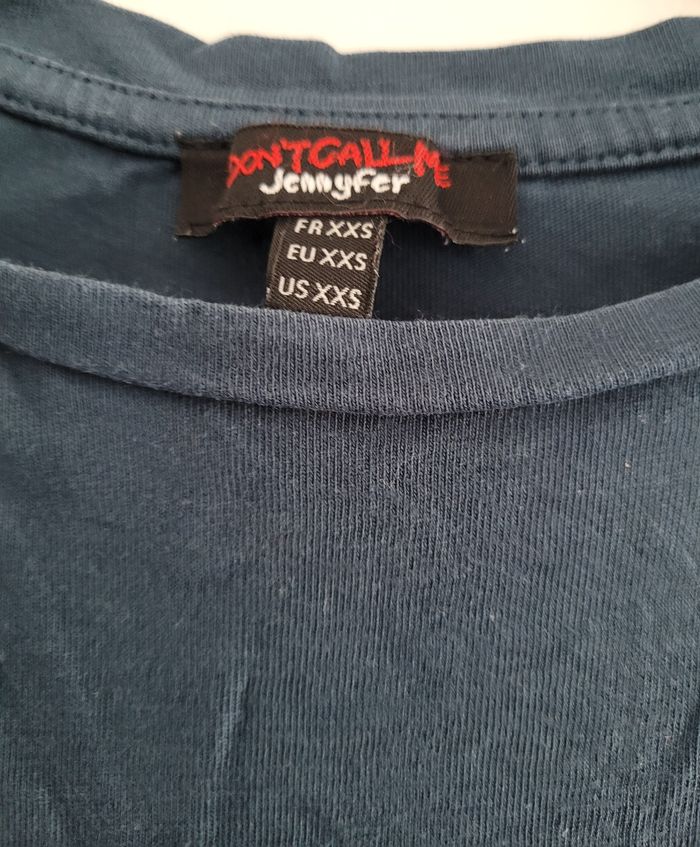 DON'T CALL ME
Jennyfer
FR XXS
EU XXS
US XXS